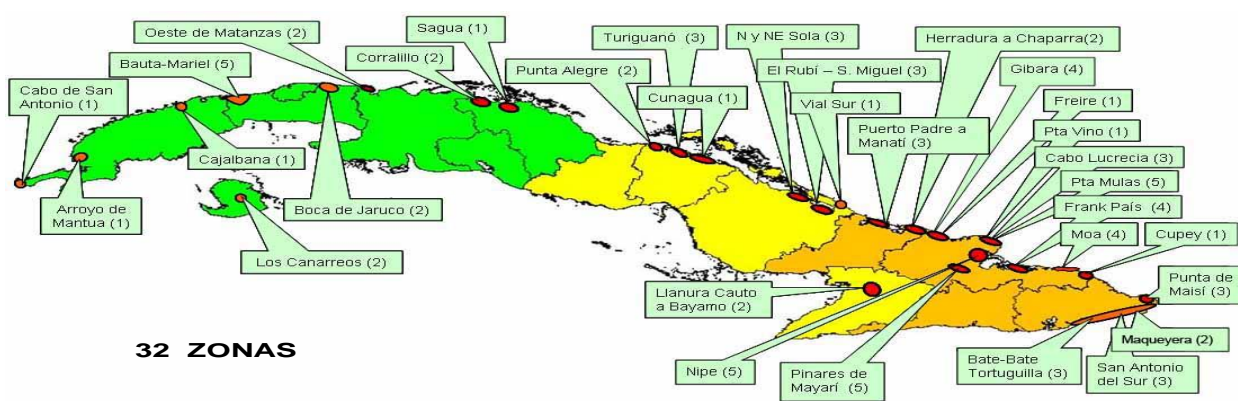 Oeste de Matanzas (2)
Bauta-Mariel (5)
Cabo de San
Antonio (1)
Sagua (1)
Corralillo (2)
Turiguanó (3)
Punta Alegre (2)
Cunagua (1)
N y NE Sola (3)
El Rubí – S. Miguel (3)
Vial Sur (1)
Herradura a Chaparra(2)
Gibara (4)
Puerto Padre a
Manatí
(3)
Freire (1)
Pta Vino (1)
Cabo Lucrecia (3)
Pta Mulas (5)
Frank País (4)
Moa (4)
Cupey (1)
Punta de
Maisí
(3)
Cajalbana (1)
Arroyo de
Mantua (1)
Boca de Jaruco (2)
Los Canarreos (2)
Llanura Cauto
a Bayamo
(2)
Maqueyera (2)
32 ZONAS
Nipe (5)
Pinares de
Mayarí
(5)
Bate-Bate
Tortuguilla (3)
San Antonio
del Sur (3)